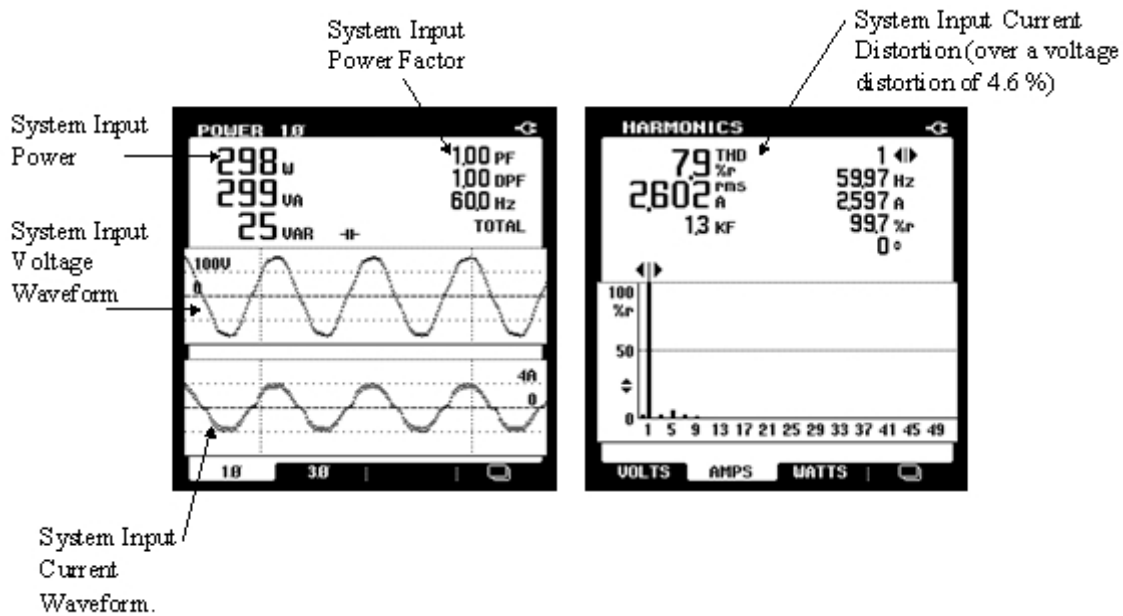 System Input
Power Factor
System Input Current
Distortion (over a voltage
distortion of 4.6 %)
System Input
Power
System Input
Voltage
Waveform
POWER 1Ø
298 W
299 VA
25 VAR
1,00 PF
1,00 DPF
60,0 Hz
TOTAL
100V
0
4A
0
1Ø 3Ø
HARMONICS
7,9 THD %r
2,602 rms A
1,3 KF
1
59,97 Hz
2,597 A
99,7 %r
0 °
100
%r
50
0
1 5 9 13 17 21 25 29 33 37 41 45 49
VOLTS AMPS WATTS
System Input
Current
Waveform.